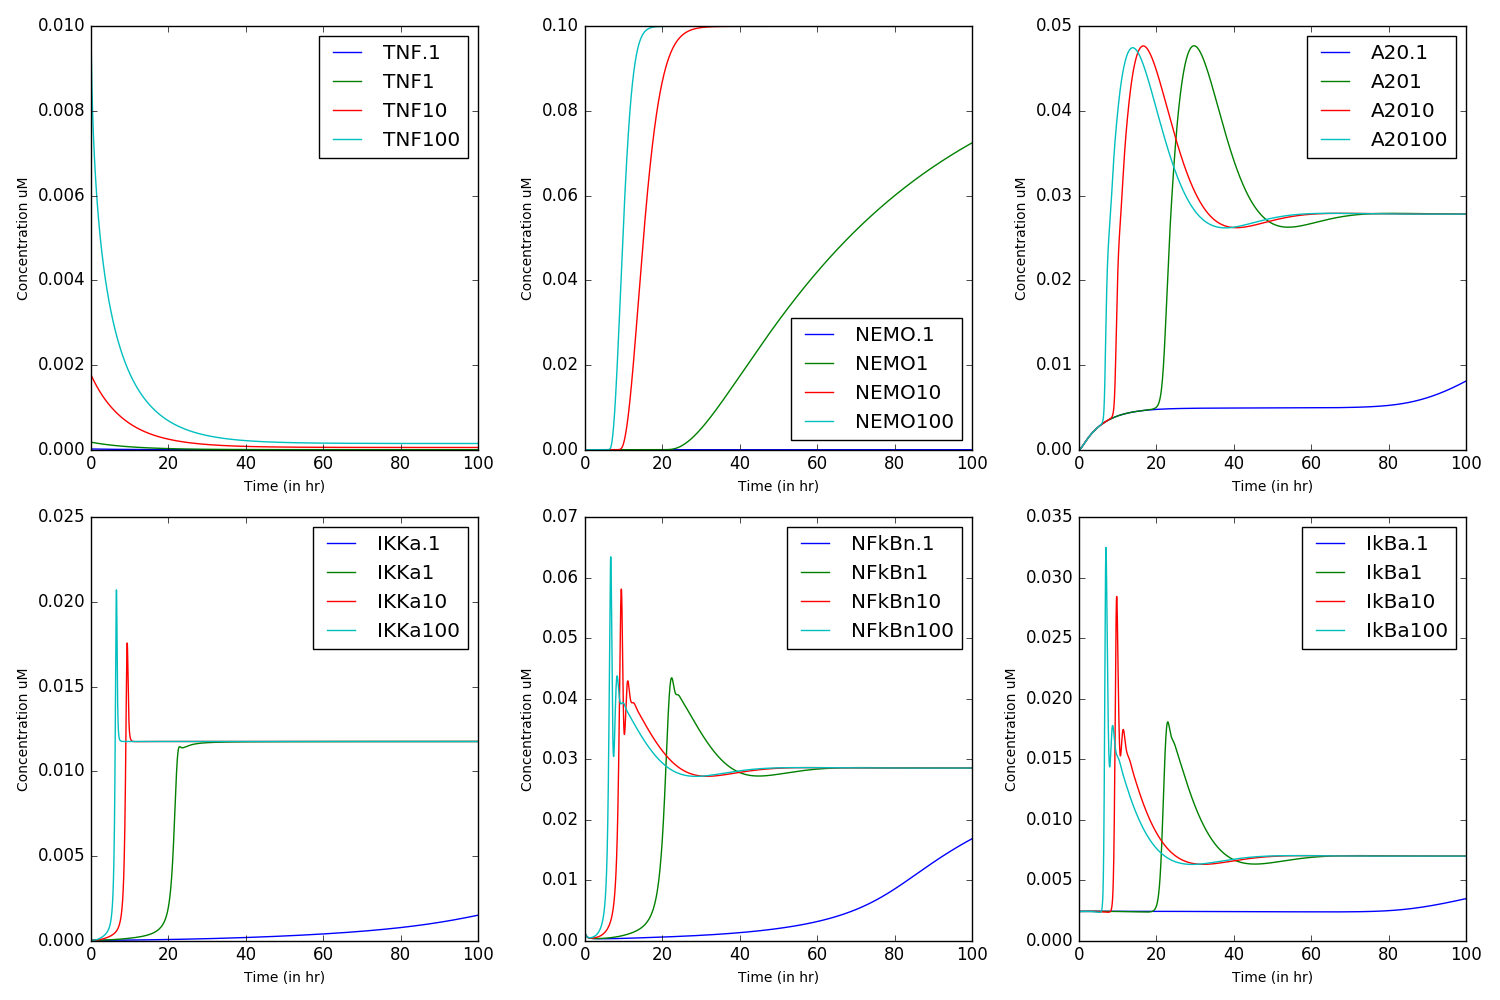 0.010
0.008
0.006
0.004
0.002
0.000
Concentration uM
TNF.1
TNF1
TNF10
TNF100
0 20 40 60 80 100
Time (in hr)
0.10
0.08
0.06
0.04
0.02
0.00
Concentration uM
NEMO.1
NEMO1
NEMO10
NEMO100
0 20 40 60 80 100
Time (in hr)
0.05
0.04
0.03
0.02
0.01
0.00
Concentration uM
A20.1
A201
A2010
A20100
0 20 40 60 80 100
Time (in hr)
0.025
0.020
0.015
0.010
0.005
0.000
Concentration uM
IKKa.1
IKKa1
IKKa10
IKKa100
0 20 40 60 80 100
Time (in hr)
0.07
0.06
0.05
0.04
0.03
0.02
0.01
0.00
Concentration uM
NFkBn.1
NFkBn1
NFkBn10
NFkBn100
0 20 40 60 80 100
Time (in hr)
0.035
0.030
0.025
0.020
0.015
0.010
0.005
0.000
Concentration uM
IkBa.1
IkBa1
IkBa10
IkBa100
0 20 40 60 80 100
Time (in hr)